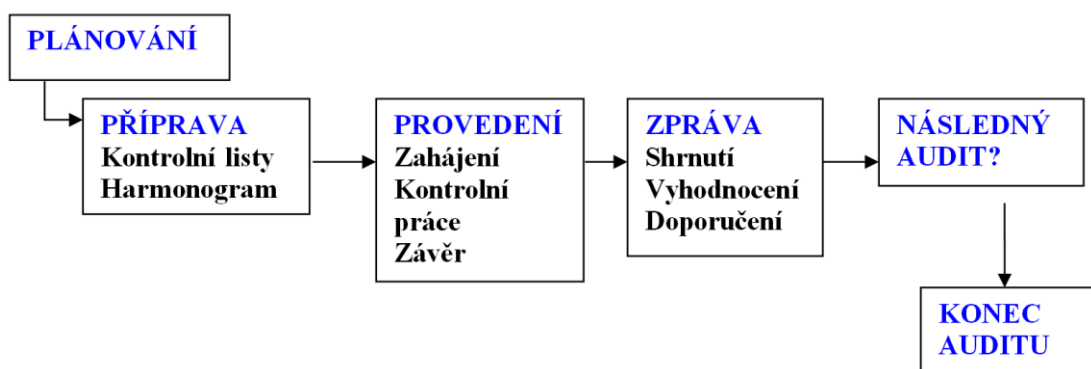 PLÁNOVÁNÍ
PŘÍPRAVA
Kontrolní listy
Harmonogram
PROVEDENÍ
Zahájení
Kontrolní
práce
Závěr
ZPRÁVA
Shrnutí
Vyhodnocení
Doporučení
NÁSLEDNÝ
AUDIT?
KONEC
AUDITU